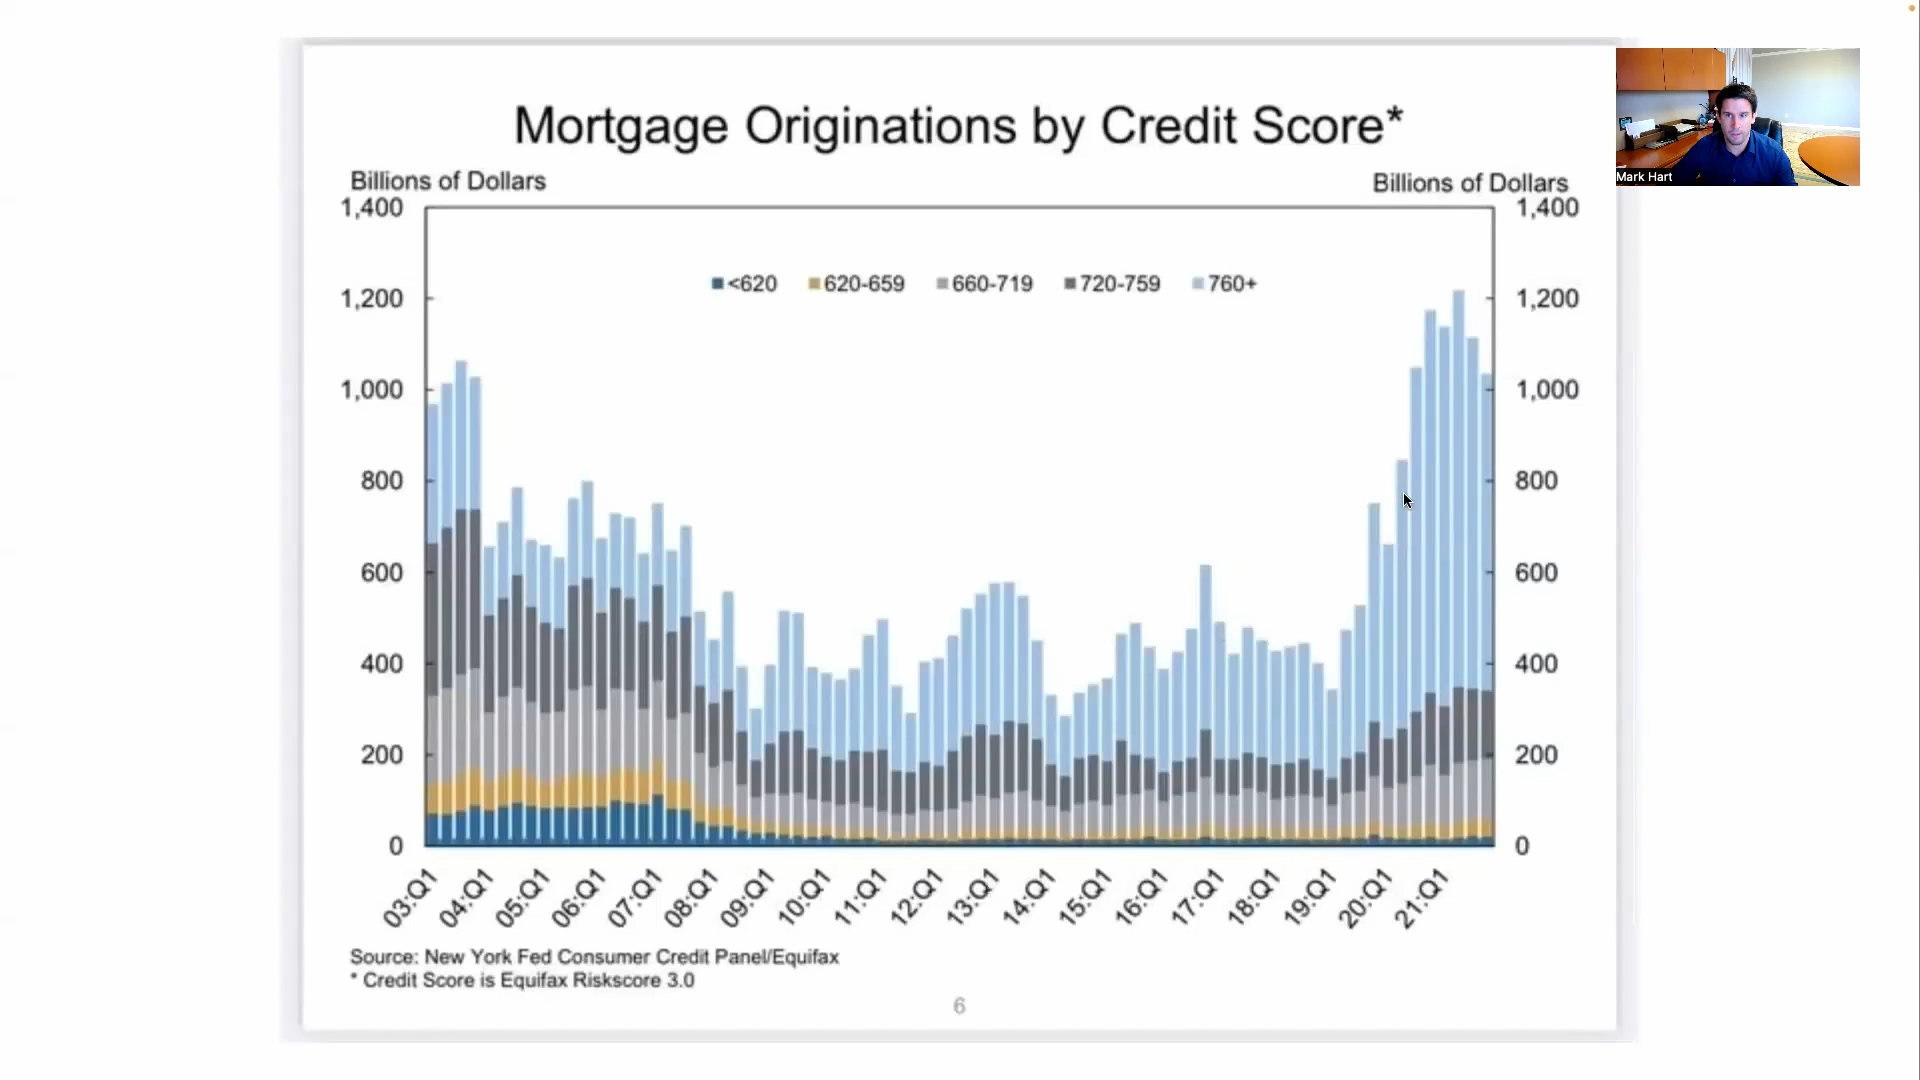 Mortgage Originations by Credit Score*
Billions of Dollars
Billions of Dollars
1,400
1,200
1,000
800
600
400
200
0
<620 620-659 660-719 720-759 760+
1,400
1,200
1,000
800
600
400
200
0
03:Q1 04:Q1 05:Q1 06:Q1 07:Q1 08:Q1 09:Q1 10:Q1 11:Q1 12:Q1 13:Q1 14:Q1 15:Q1 16:Q1 17:Q1 18:Q1 19:Q1 20:Q1 21:Q1
Source: New York Fed Consumer Credit Panel/Equifax
* Credit Score is Equifax Riskscore 3.0
6
Mark Hart